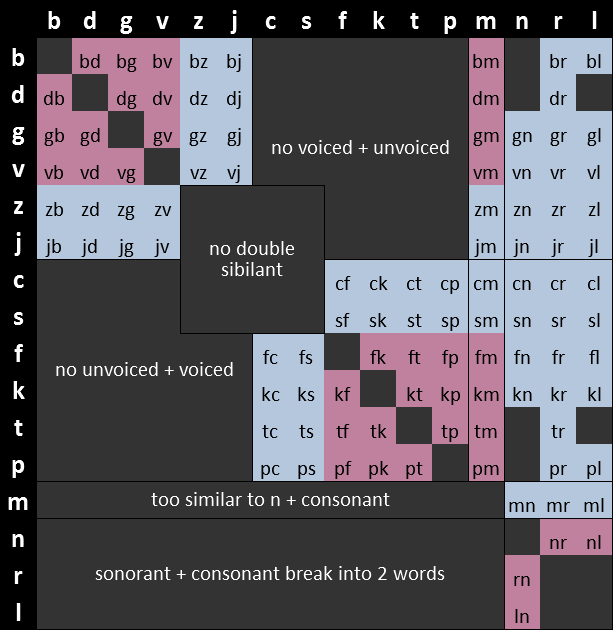 b d g v z j c s f k t p m n r l
b bd bg bv bz bj bm br bl
d db dg dv dz dj dm dr
g gb gd gv gz gj gm gn gr gl
no voiced + unvoiced
v vb vd vg vz vj vm vn vr vl
z zb zd zg zv zm zn zr zl
j jb jd jg jv jm jn jr jl
no double
sibilant
c cf ck ct cp cm cn cr cl
s sf sk st sp sm sn sr sl
f fc fs fk ft fp fm fn fr fl
no unvoiced + voiced
k kc ks kf kt kp km kn kr kl
t tc ts tf tk tp tm tr
p pc ps pf pk pt pm pr pl
m too similar to n + consonant mn mr ml
n nr nl
r sonorant + consonant break into 2 words rn
l ln